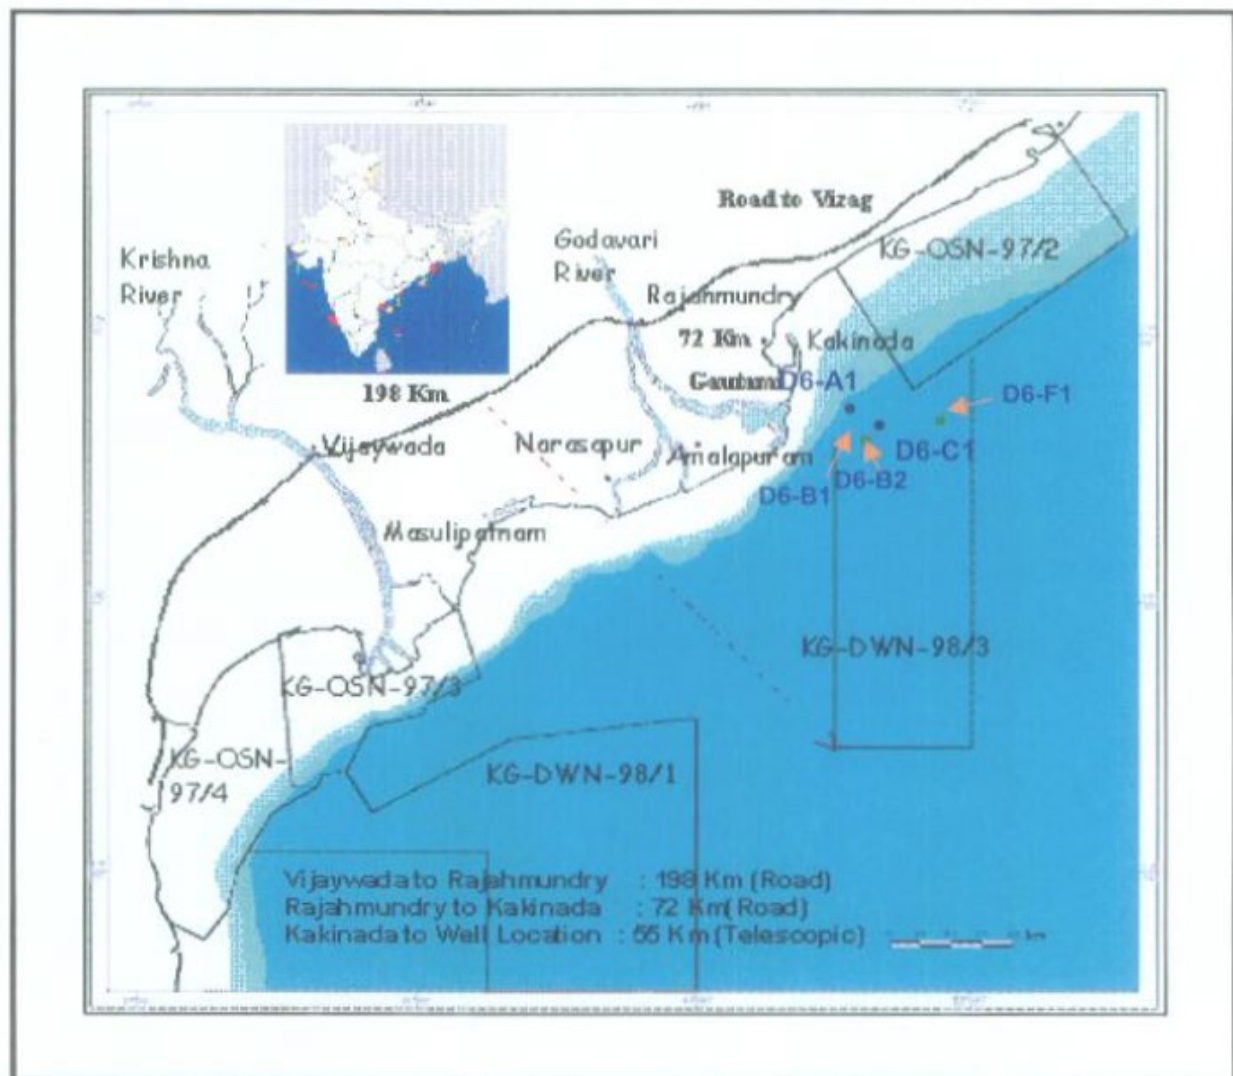 Road to Vizag
KG-OSN-97/2
Godavari
River
Krishna
River
Rajahmundry
72 Km
Kakinada
198 Km
D6-A1
D6-F1
Vijaywada
Narasapur
Amalapuram
D6-C1
D6-B1
D6-B2
Masulipatnam
KG-DWN-98/3
KG-OSN-97/3
KG-OSN-
97/4
KG-DWN-98/1
Vijaywada to Rajahmundry : 198 Km (Road)
Rajahmundry to Kakinada : 72 Km(Road)
Kakinada to Well Location : 55 Km (Telescopic)